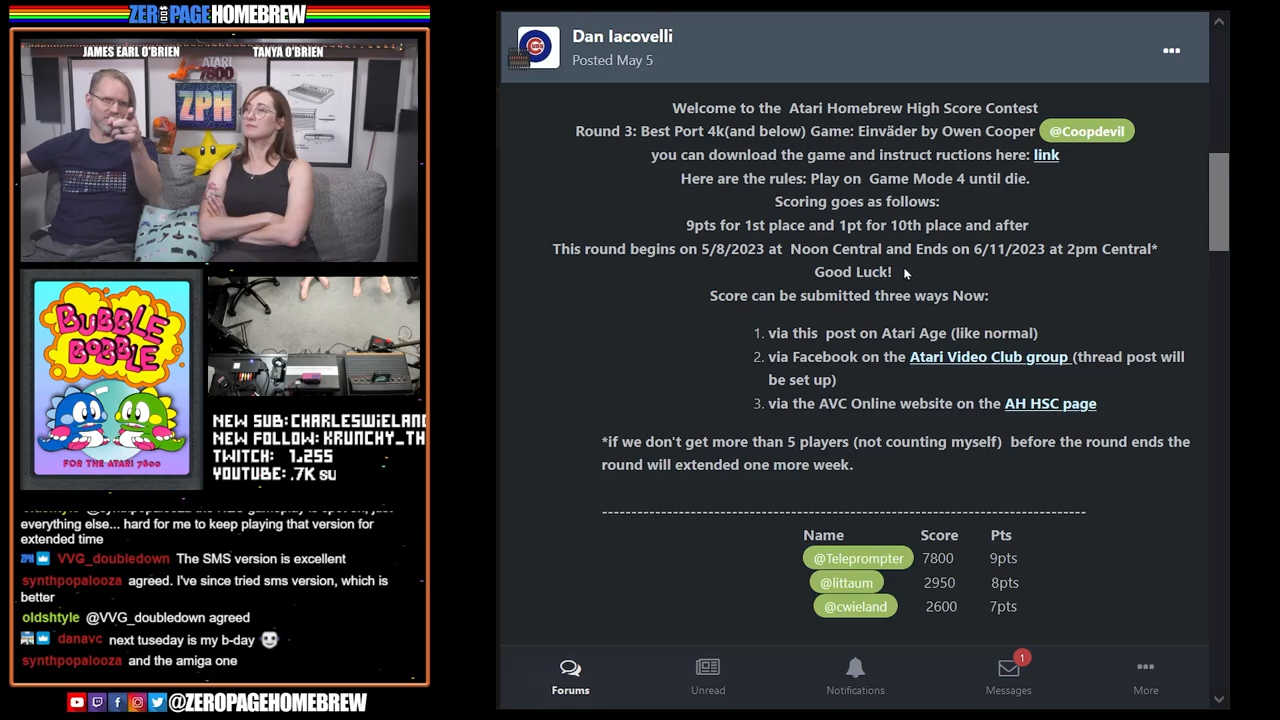 ZEROPAGE HOMEBREW
JAMES EARL O'BRIEN
TANYA O'BRIEN
ATARI
7800
ZPH
BUBBLE
BOBBLE
FOR THE ATARI 7800
NEW SUB: CHARLESWIELAN
NEW FOLLOW: KRUNCHY_TH
TWITCH: 1,255
YOUTUBE: .7K SU
everything else... hard for me to keep playing that version for
extended time
ZPH VVG_doubledown The SMS version is excellent
synthpopalooza agreed. I've since tried sms version, which is
better
oldshtyle @VVG_doubledown agreed
danavc next tuseday is my b-day
synthpopalooza and the amiga one
@ZEROPAGEHOMEBREW
CUBS
Dan Iacovelli
Posted May 5
Welcome to the Atari Homebrew High Score Contest
Round 3: Best Port 4k(and below) Game: Einväder by Owen Cooper @Coopdevil
you can download the game and instruct ructions here: link
Here are the rules: Play on Game Mode 4 until die.
Scoring goes as follows:
9pts for 1st place and 1pt for 10th place and after
This round begins on 5/8/2023 at Noon Central and Ends on 6/11/2023 at 2pm Central*
Good Luck!
Score can be submitted three ways Now:
1. via this post on Atari Age (like normal)
2. via Facebook on the Atari Video Club group (thread post will
be set up)
3. via the AVC Online website on the AH HSC page
*if we don't get more than 5 players (not counting myself) before the round ends the
round will extended one more week.
--------------------------------------------------------------------------------
Name Score Pts
@Teleprompter 7800 9pts
@littaum 2950 8pts
@cwieland 2600 7pts
Forums
Unread
Notifications
1
Messages
More